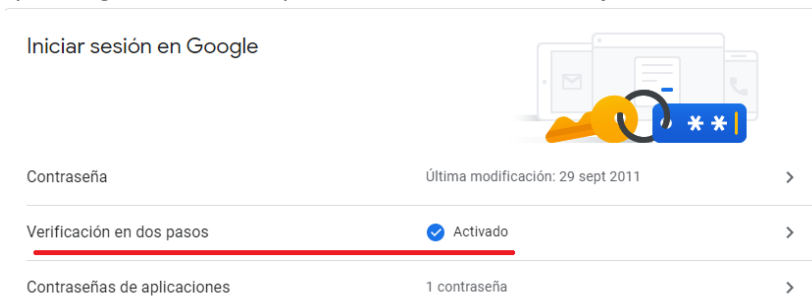 Iniciar sesión en Google
**
Contraseña
Última modificación: 29 sept 2011
Verificación en dos pasos
Activado
Contraseñas de aplicaciones
1 contraseña